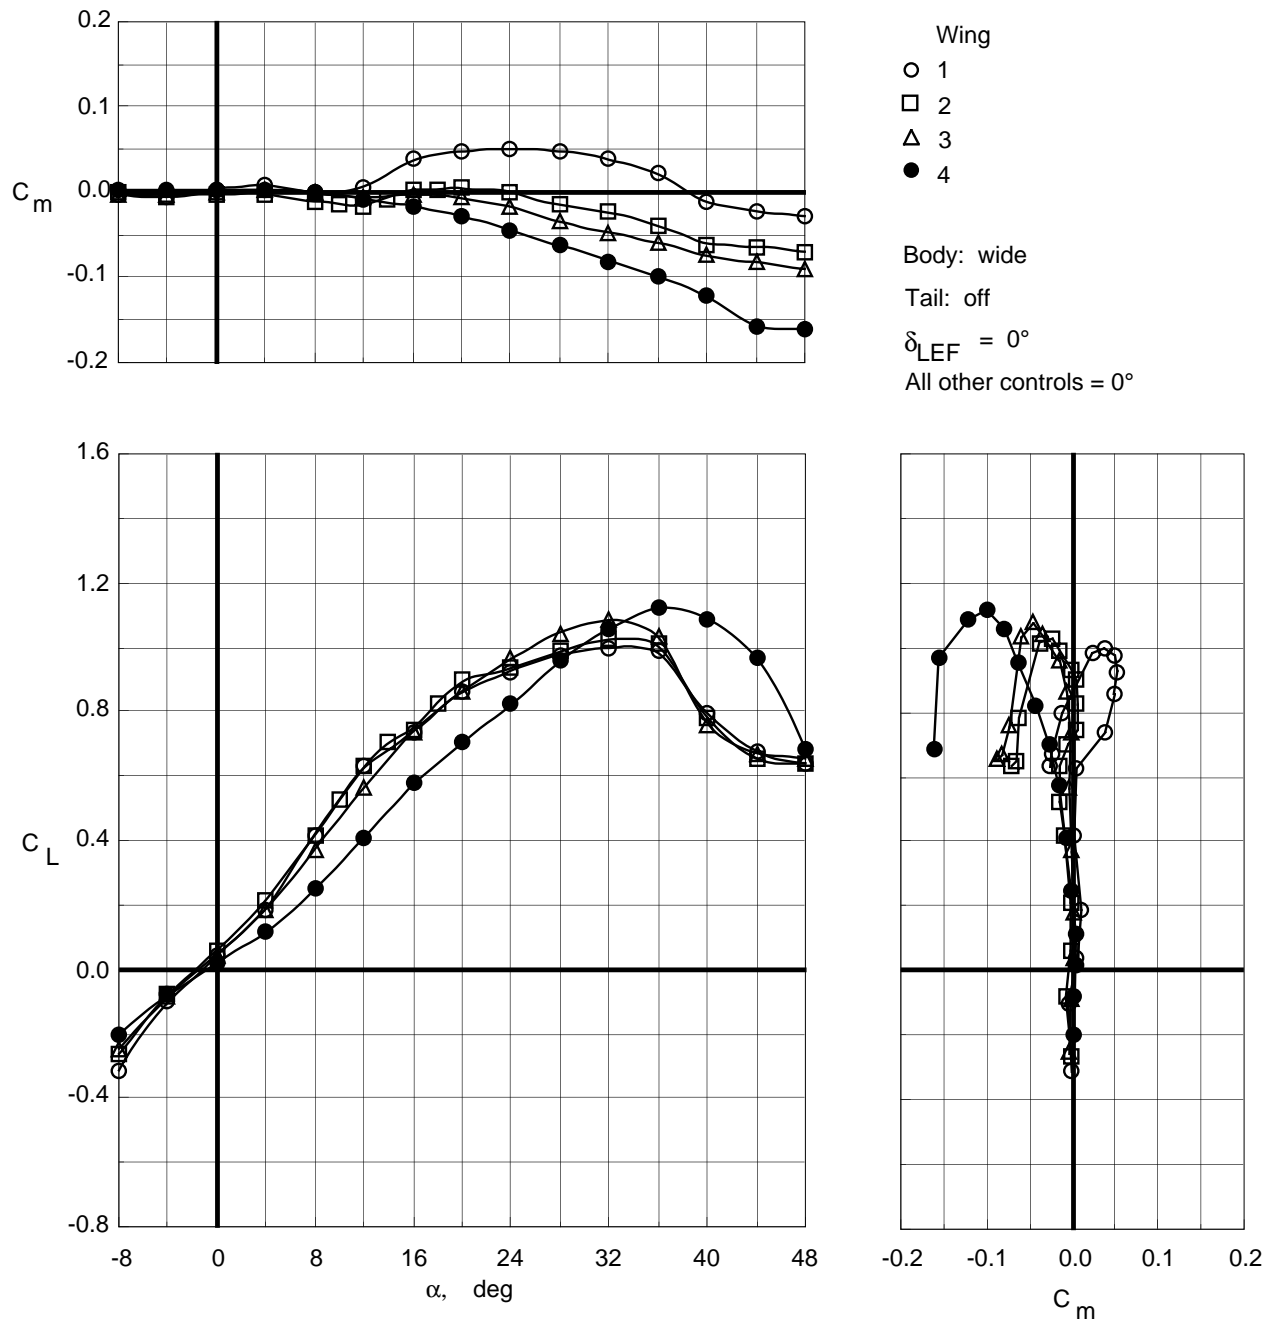 0.2
0.1
0.0
-0.1
-0.2
C m
Wing
1
2
3
4
Body: wide
Tail: off
δLEF = 0°
All other controls = 0°
1.6
1.2
0.8
0.4
0.0
-0.4
-0.8
C L
-8 0 8 16 24 32 40 48
α, deg
-0.2 -0.1 0.0 0.1 0.2
C m